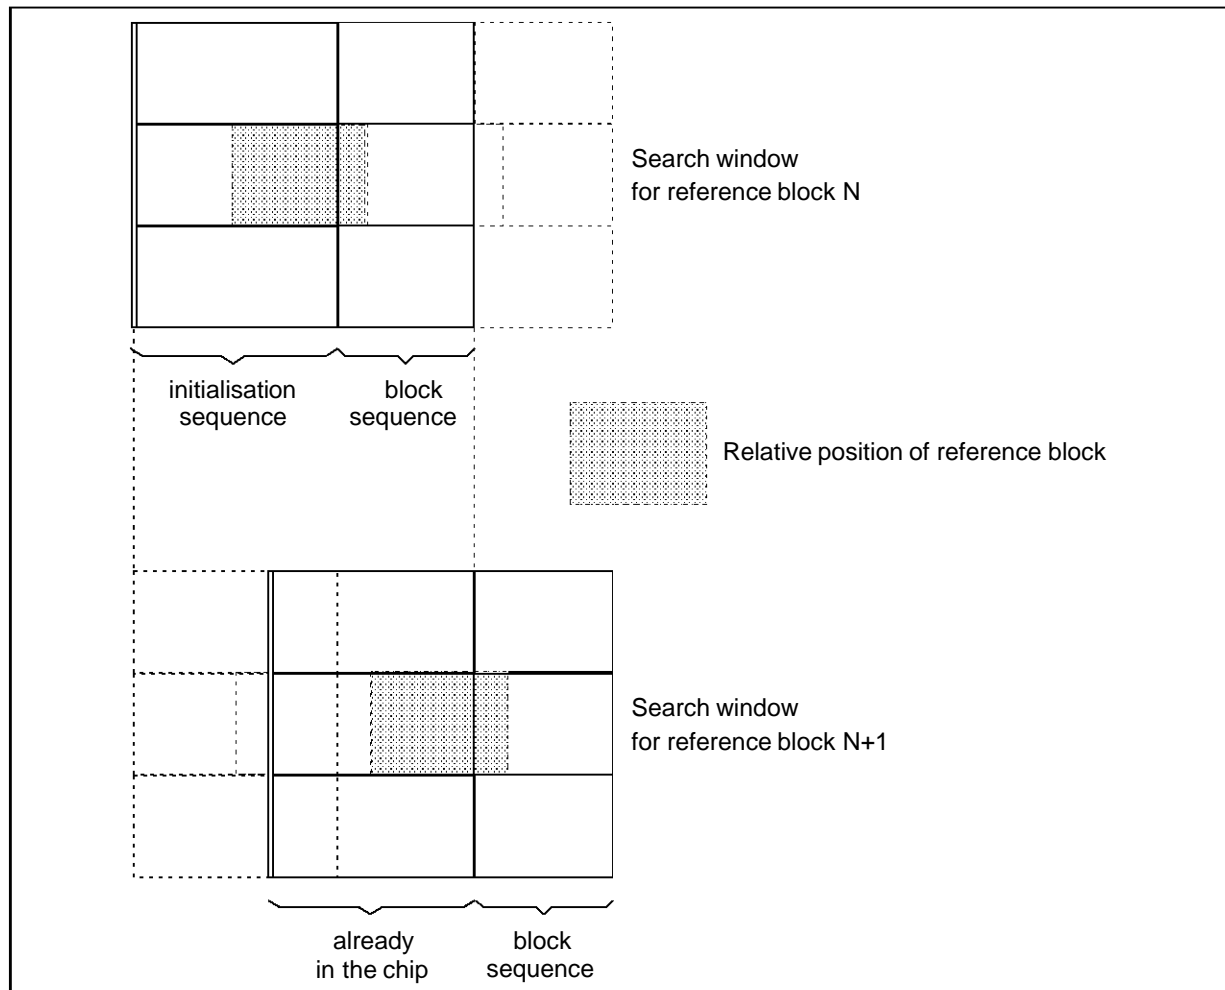 Search window
for reference block N
initialisation
sequence
block
sequence
Relative position of reference block
Search window
for reference block N+1
already
in the chip
block
sequence